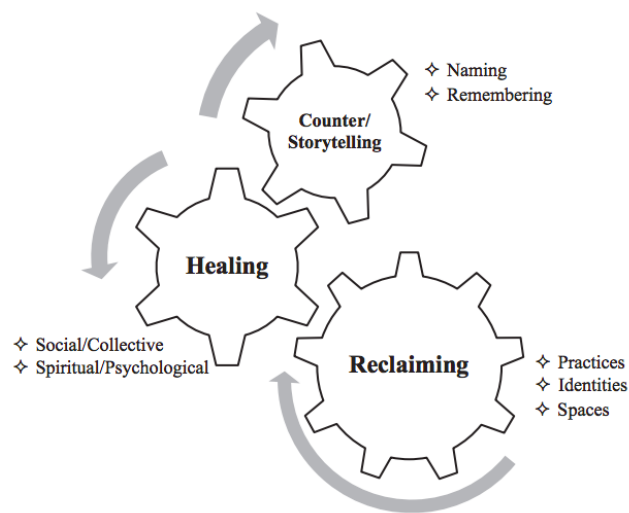 Counter/
Storytelling
✧ Naming
✧ Remembering
Healing
✧ Social/Collective
✧ Spiritual/Psychological
Reclaiming
✧ Practices
✧ Identities
✧ Spaces